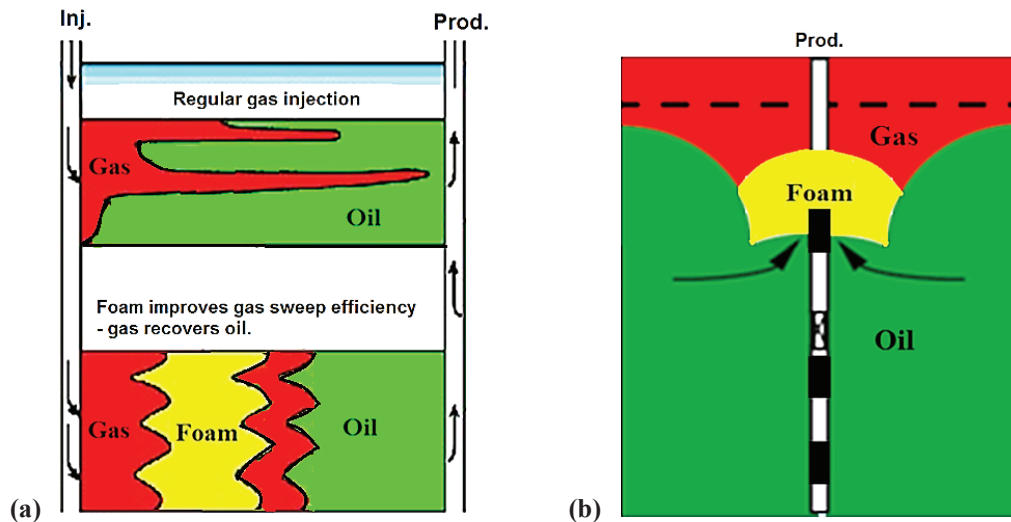 Inj.
Prod.
Regular gas injection
Gas
Oil
Foam improves gas sweep efficiency
- gas recovers oil.
Gas
Foam
Oil
(a)
Prod.
Gas
Foam
Oil
(b)